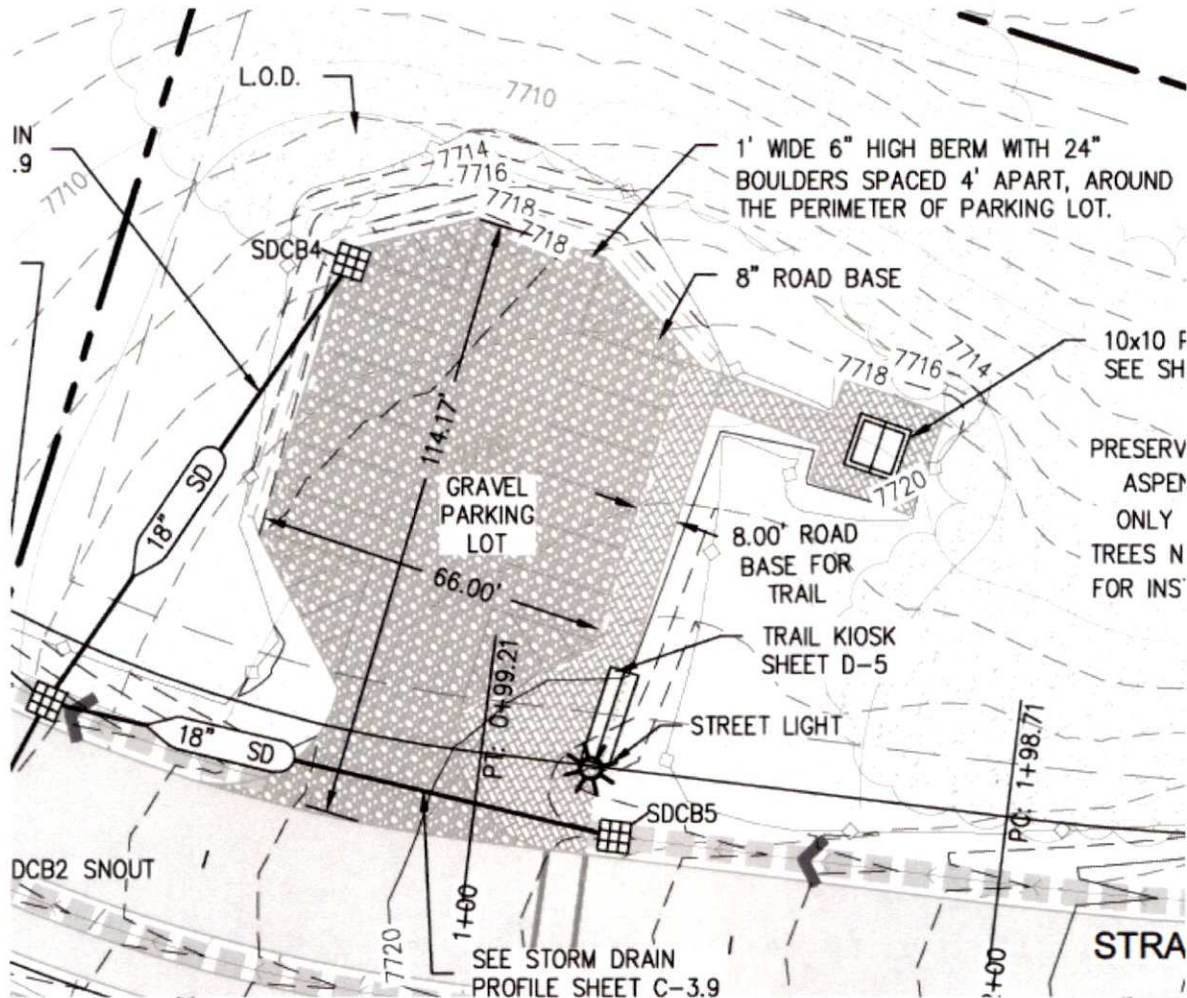 L.O.D.
7710
IN
.9
7710
7714
7716
7718
7718
1' WIDE 6" HIGH BERM WITH 24"
BOULDERS SPACED 4' APART, AROUND
THE PERIMETER OF PARKING LOT.
SDCB4
8" ROAD BASE
7718
7716
7714
10x10
SEE SH
114.17'
GRAVEL
PARKING
LOT
66.00'
18" SD
7720
PRESERV
ASPEN
ONLY
TREES N
FOR INS
8.00' ROAD
BASE FOR
TRAIL
TRAIL KIOSK
SHEET D-5
PT: 0+99.21
STREET LIGHT
PC: 1+98.71
18" SD
SDCB5
DCB2 SNOUT
7720
1+00
SEE STORM DRAIN
PROFILE SHEET C-3.9
+00
STRA